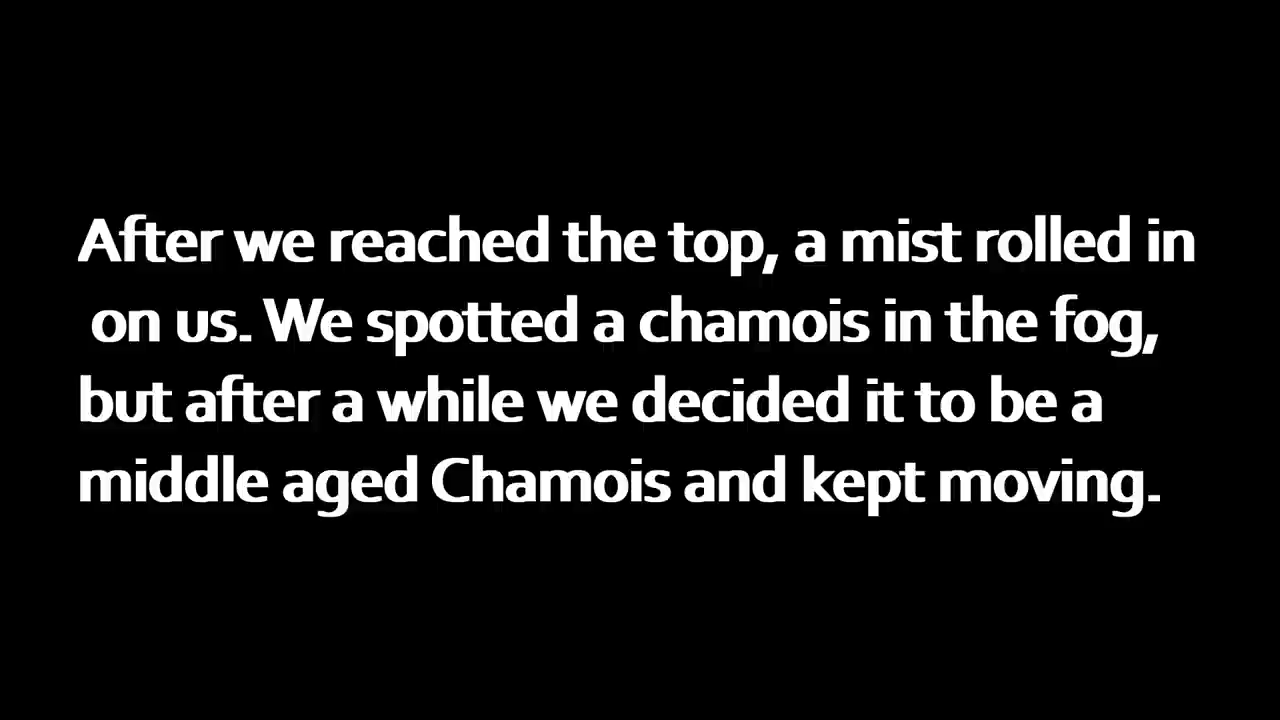 After we reached the top, a mist rolled in
on us. We spotted a chamois in the fog,
but after a while we decided it to be a
middle aged Chamois and kept moving.